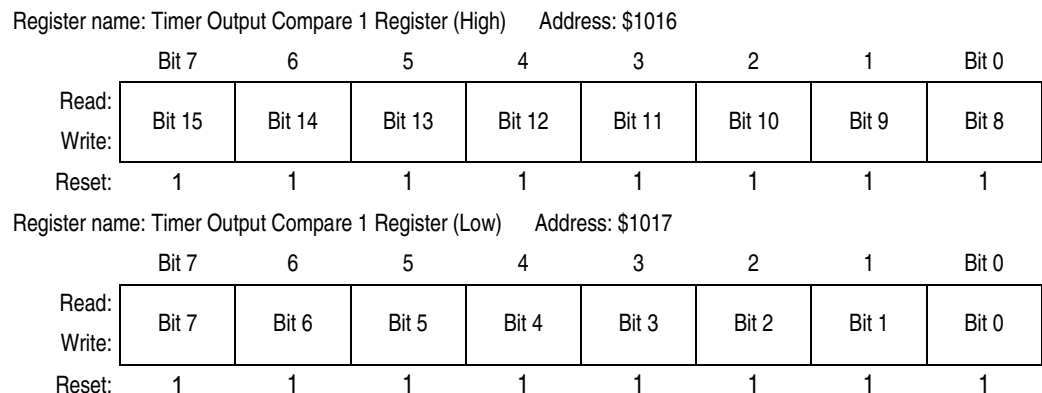 Register name: Timer Output Compare 1 Register (High) Address: $1016
Bit 7 6 5 4 3 2 1 Bit 0
Read:
Bit 15 Bit 14 Bit 13 Bit 12 Bit 11 Bit 10 Bit 9 Bit 8
Write:
Reset: 1 1 1 1 1 1 1 1
Register name: Timer Output Compare 1 Register (Low) Address: $1017
Bit 7 6 5 4 3 2 1 Bit 0
Read:
Bit 7 Bit 6 Bit 5 Bit 4 Bit 3 Bit 2 Bit 1 Bit 0
Write:
Reset: 1 1 1 1 1 1 1 1